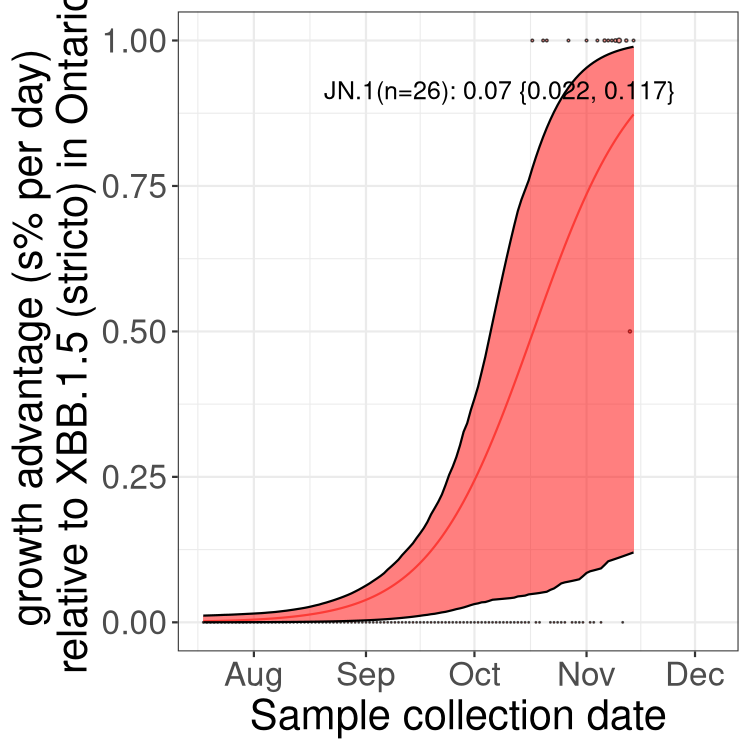 growth advantage (s% per day)
relative to XBB.1.5 (stricto) in Ontario
1.00
0.75
0.50
0.25
0.00
JN.1(n=26): 0.07 {0.022, 0.117}
Aug Sep Oct Nov Dec
Sample collection date